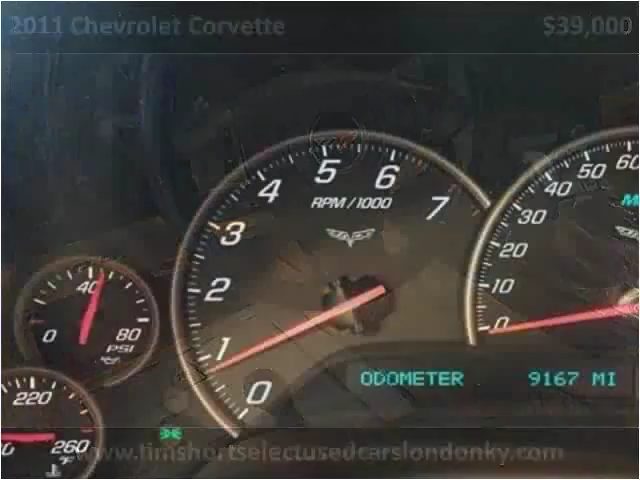 2011 Chevrolet Corvette $39,000
60
5 6 50
4 40
RPM/1000 7
3 30
20
2 10
40
0 80
PSI
1 0
ODOMETER 9167 MI
220
0
260
°F
www.timshortselectusedcarslondonky.com